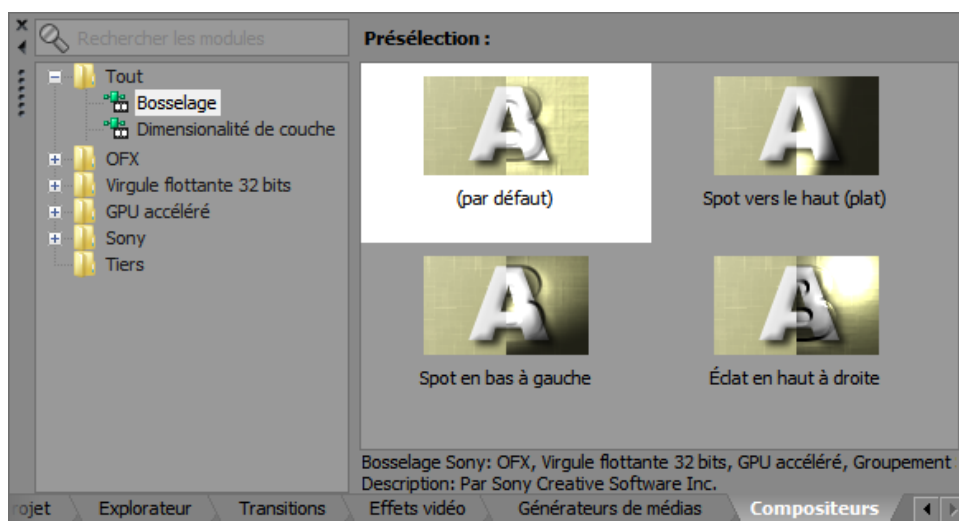 Rechercher les modules
Présélection :
Tout
Bosselage
Dimensionalité de couche
OFX
Virgule flottante 32 bits
GPU accéléré
Sony
Tiers
(par défaut)
Spot vers le haut (plat)
Spot en bas à gauche
Éclat en haut à droite
Bosselage Sony: OFX, Virgule flottante 32 bits, GPU accéléré, Groupement
Description: Par Sony Creative Software Inc.
rojet Explorateur Transitions Effets vidéo Générateurs de médias Compositeurs